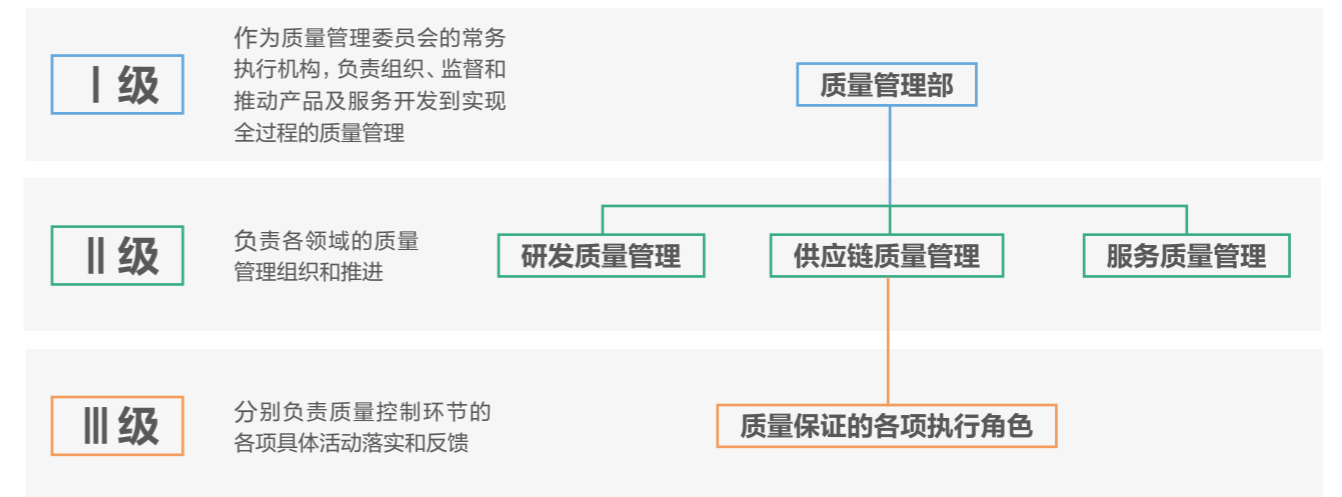 Ⅰ级
作为质量管理委员会的常务
执行机构，负责组织、监督和
推动产品及服务开发到实现
全过程的质量管理
质量管理部
Ⅱ级
负责各领域的质量
管理组织和推进
研发质量管理
供应链质量管理
服务质量管理
Ⅲ级
分别负责质量控制环节的
各项具体活动落实和反馈
质量保证的各项执行角色